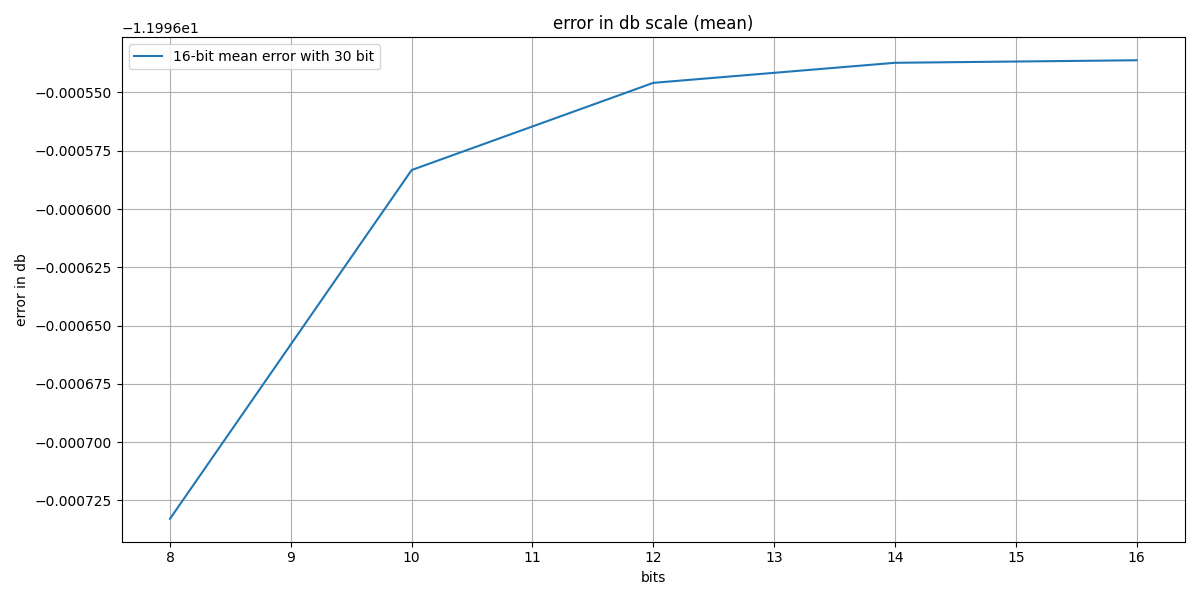 error in db scale (mean)
−1.1996e1
16-bit mean error with 30 bit
−0.000550
−0.000575
−0.000600
−0.000625
−0.000650
−0.000675
−0.000700
−0.000725
error in db
8 9 10 11 12 13 14 15 16
bits